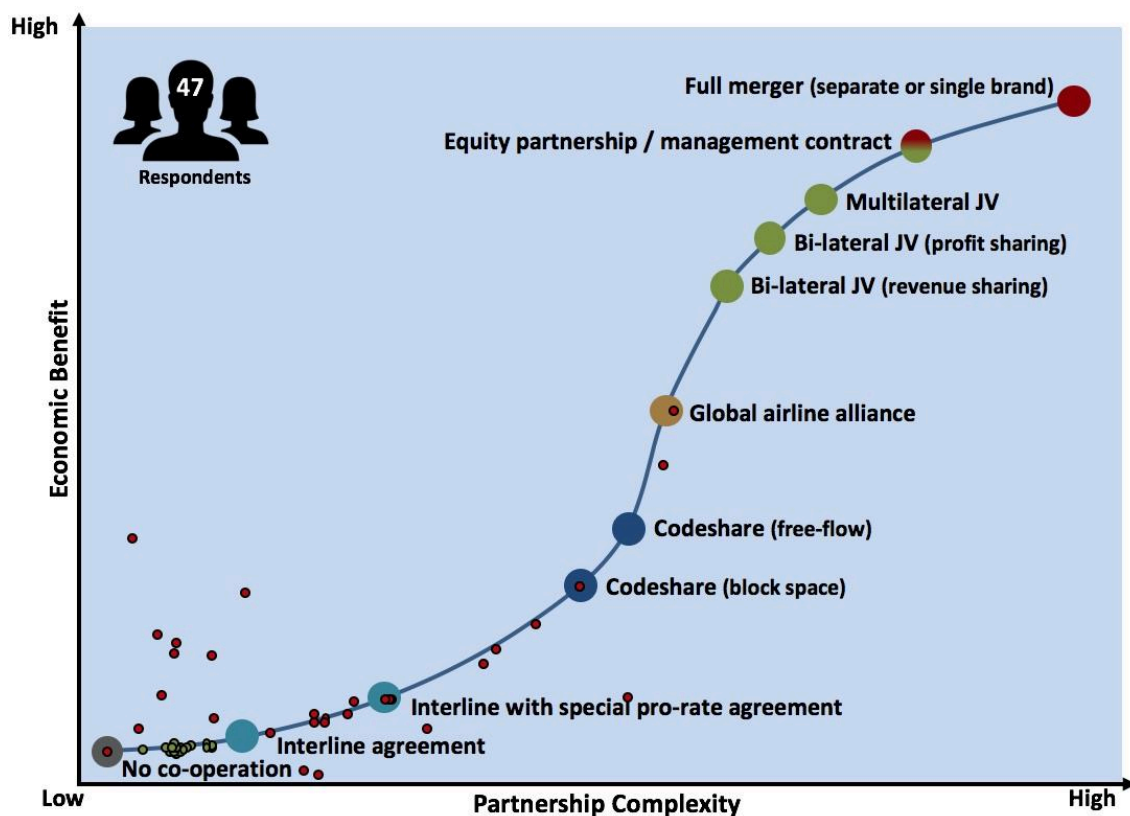 High
47
Respondents
Full merger (separate or single brand)
Equity partnership / management contract
Multilateral JV
Bi-lateral JV (profit sharing)
Bi-lateral JV (revenue sharing)
Economic Benefit
Global airline alliance
Codeshare (free-flow)
Codeshare (block space)
Interline with special pro-rate agreement
Interline agreement
No co-operation
Low
Partnership Complexity
High